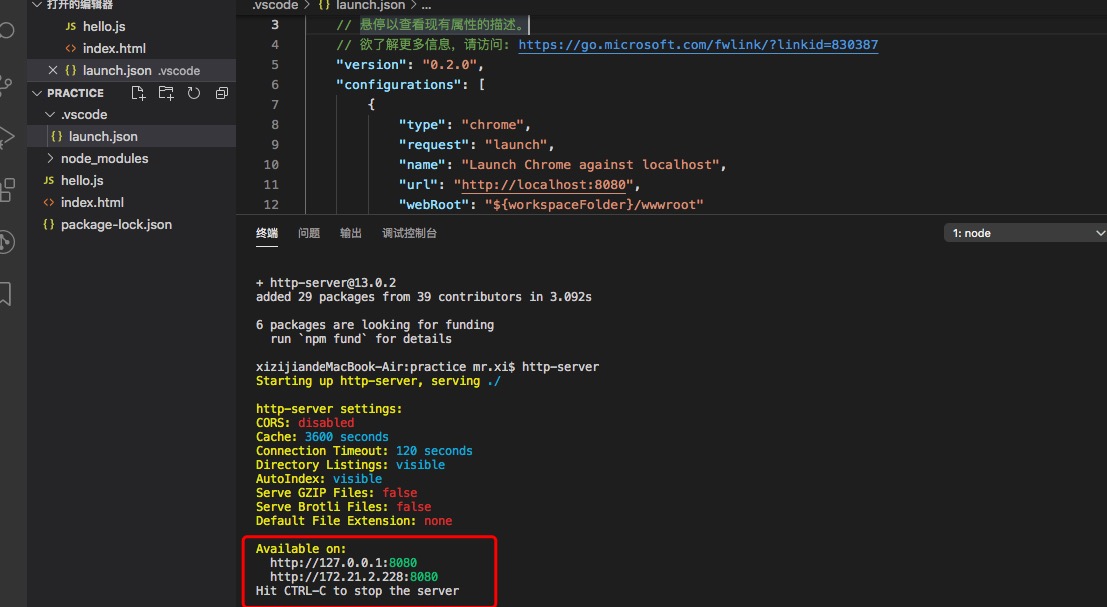 打开的编辑器
JS hello.js
<> index.html
{} launch.json .vscode
PRACTICE
.vscode
{} launch.json
node_modules
JS hello.js
<> index.html
{} package-lock.json
.vscode > {} launch.json > ...
3 // 悬停以查看现有属性的描述。
4 // 欲了解更多信息，请访问: https://go.microsoft.com/fwlink/?linkid=830387
5 "version": "0.2.0",
6 "configurations": [
7 {
8 "type": "chrome",
9 "request": "launch",
10 "name": "Launch Chrome against localhost",
11 "url": "http://localhost:8080",
12 "webRoot": "${workspaceFolder}/wwwroot"
终端 问题 输出 调试控制台
1: node
+ http-server@13.0.2
added 29 packages from 39 contributors in 3.092s
6 packages are looking for funding
run `npm fund` for details
xizijiandeMacBook-Air:practice mr.xi$ http-server
Starting up http-server, serving ./
http-server settings:
CORS: disabled
Cache: 3600 seconds
Connection Timeout: 120 seconds
Directory Listings: visible
AutoIndex: visible
Serve GZIP Files: false
Serve Brotli Files: false
Default File Extension: none
Available on:
http://127.0.0.1:8080
http://172.21.2.228:8080
Hit CTRL-C to stop the server